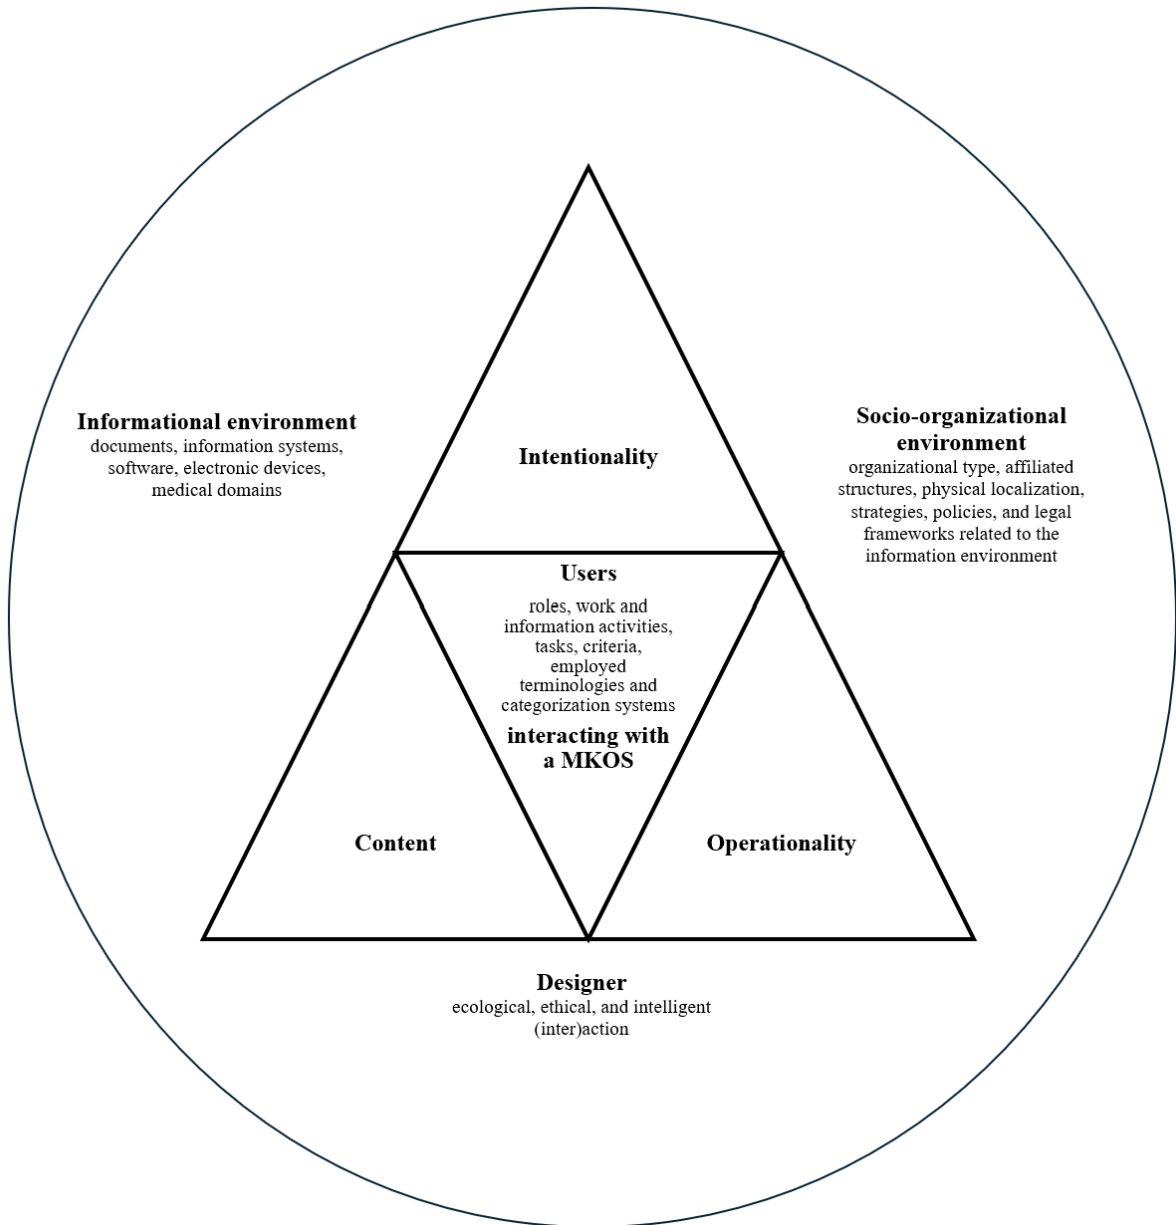 Informational environment
documents, information systems,
software, electronic devices,
medical domains
Socio-organizational
environment
organizational type, affiliated
structures, physical localization,
strategies, policies, and legal
frameworks related to the
information environment
Intentionality
Users
roles, work and
information activities,
tasks, criteria,
employed
terminologies and
categorization systems
interacting with
a MKOS
Content
Operationality
Designer
ecological, ethical, and intelligent
(inter)action